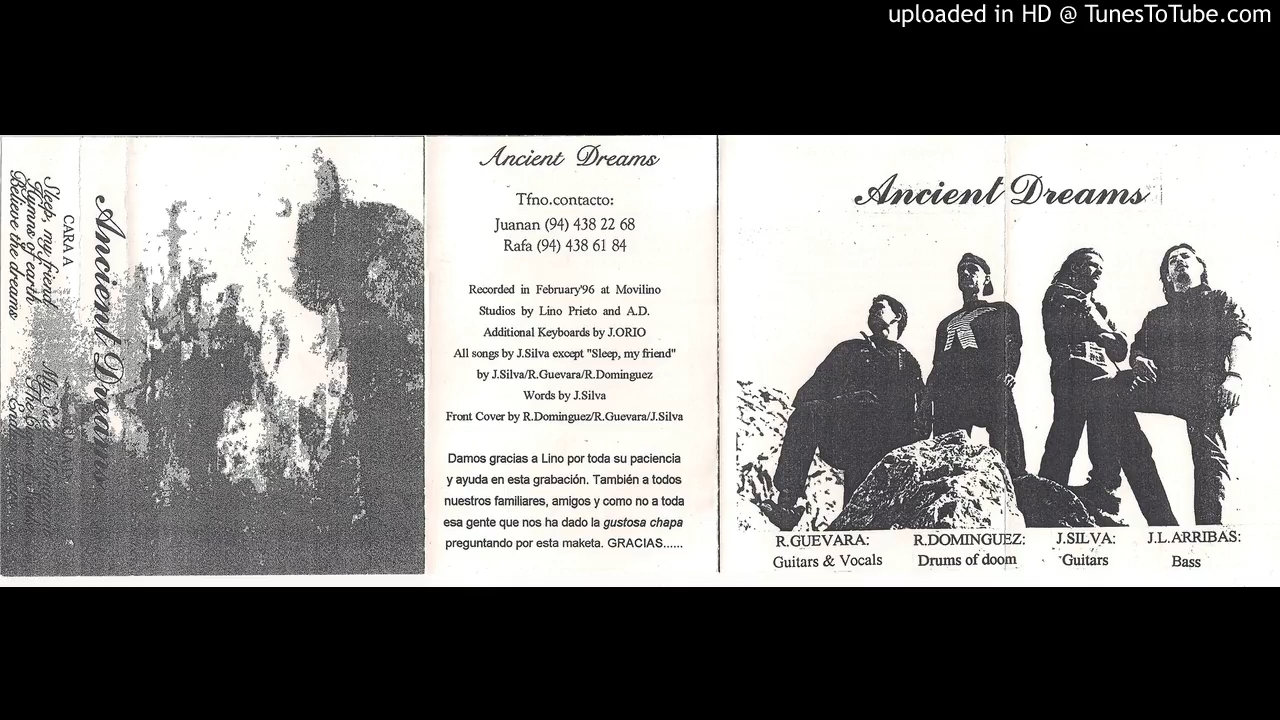 uploaded in HD @ TunesToTube.com
Ancient Dreams
CARA A
Sleep, my friend
Hymns of earth
Believe the dreams
Ancient Dreams
Tfno.contacto:
Juanan (94) 438 22 68
Rafa (94) 438 61 84
Recorded in February'96 at Movilino
Studios by Lino Prieto and A.D.
Additional Keyboards by J.ORIO
All songs by J.Silva except "Sleep, my friend"
by J.Silva/R.Guevara/R.Dominguez
Words by J.Silva
Front Cover by R.Dominguez/R.Guevara/J.Silva
Damos gracias a Lino por toda su paciencia
y ayuda en esta grabación. También a todos
nuestros familiares, amigos y como no a toda
esa gente que nos ha dado la gustosa chapa
preguntando por esta maketa. GRACIAS......
Ancient Dreams
R.GUEVARA:
Guitars & Vocals
R.DOMINGUEZ:
Drums of doom
J.SILVA:
Guitars
J.L.ARRIBAS:
Bass